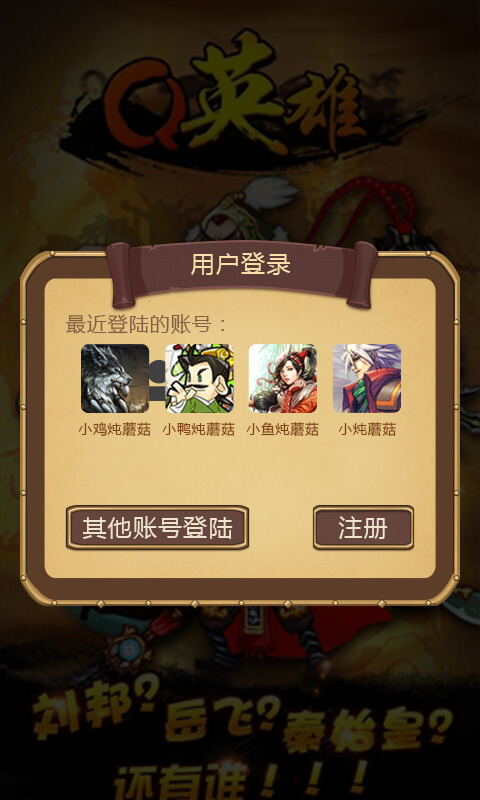 Q英雄
用户登录
最近登陆的账号：
小鸡炖蘑菇 小鸭炖蘑菇 小鱼炖蘑菇 小炖蘑菇
其他账号登陆 注册
刘邦？岳飞？秦始皇？
还有谁！！！